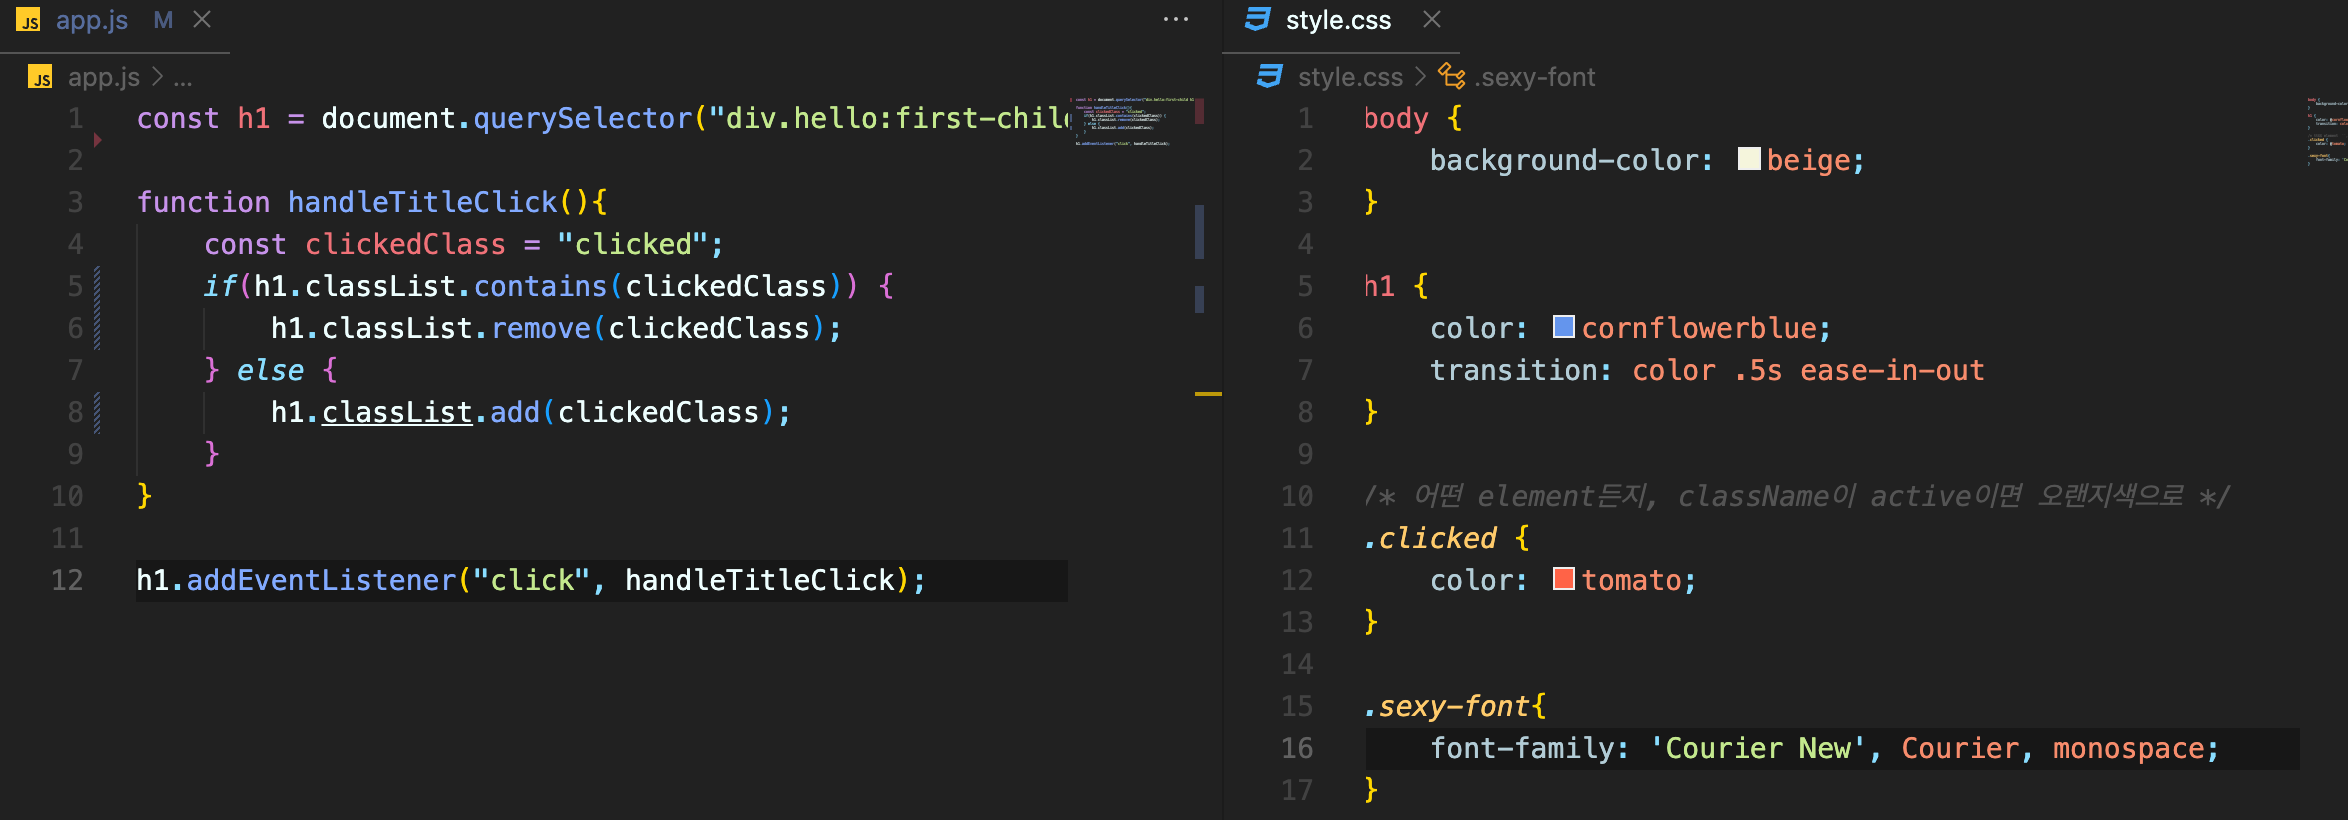 app.js M
app.js > ...
1 const h1 = document.querySelector("div.hello:first-child
2
3 function handleTitleClick(){
4 const clickedClass = "clicked";
5 if(h1.classList.contains(clickedClass)) {
6 h1.classList.remove(clickedClass);
7 } else {
8 h1.classList.add(clickedClass);
9 }
10 }
11
12 h1.addEventListener("click", handleTitleClick);
style.css
style.css > .sexy-font
1 body {
2 background-color: beige;
3 }
4
5 h1 {
6 color: cornflowerblue;
7 transition: color .5s ease-in-out
8 }
9
10 /* 어떤 element든지, className이 active이면 오랜지색으로 */
11 .clicked {
12 color: tomato;
13 }
14
15 .sexy-font{
16 font-family: 'Courier New', Courier, monospace;
17 }